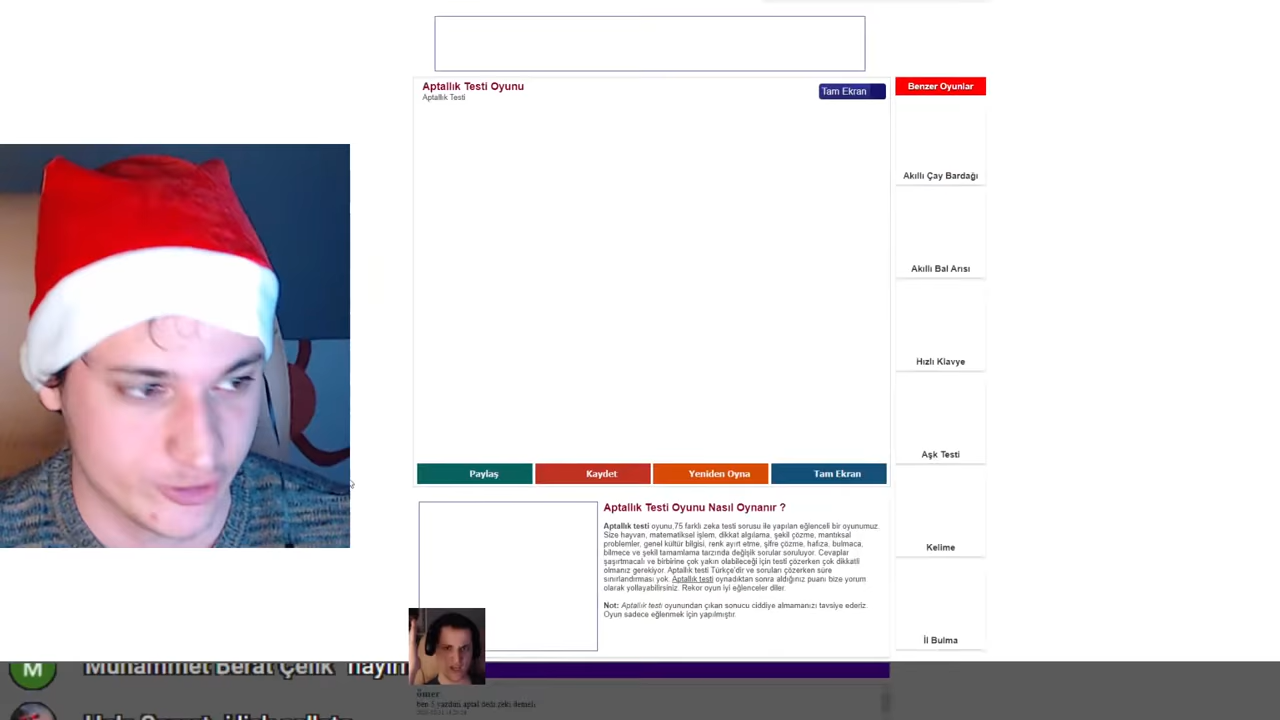 Aptallık Testi Oyunu
Aptallık Testi
Tam Ekran
Benzer Oyunlar
Akıllı Çay Bardağı
Akıllı Bal Arısı
Hızlı Klavye
Aşk Testi
Kelime
İl Bulma
Paylaş
Kaydet
Yeniden Oyna
Tam Ekran
Aptallık Testi Oyunu Nasıl Oynanır ?
Aptallık testi oyunu,75 farklı zeka testi sorusu ile yapılan eğlenceli bir oyunumuz.
Size hayvan, matematiksel işlem, dikkat algılama, şekil çözme, mantıksal
problemler, genel kültür bilgisi, renk ayırt etme, şifre çözme, hafıza, bulmaca,
bilmece ve şekil tamamlama tarzında değişik sorular soruluyor. Cevaplar
şaşırtmacalı ve birbirine çok yakın olabileceği için testi çözerken çok dikkatli
olmanız gerekiyor. Aptallık testi Türkçe'dir ve soruları çözerken süre
sınırlandırması yok. Aptallık testi oynadıktan sonra aldığınız puanı bize yorum
olarak yollayabilirsiniz. Rekor oyun iyi eğlenceler diler.
Not: Aptallık testi oyunundan çıkan sonucu ciddiye almamanızı tavsiye ederiz.
Oyun sadece eğlenmek için yapılmıştır.
M
Muhammet Berat Çelik
ömer